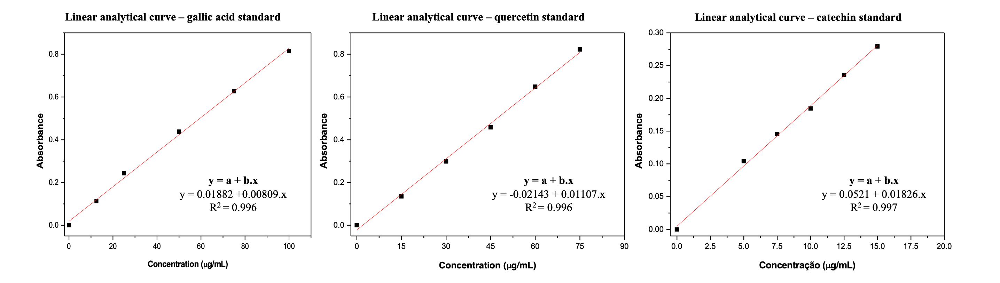 Linear analytical curve – gallic acid standard
Absorbance
0.8
0.6
0.4
0.2
0.0
y = a + b.x
y = 0.01882 +0.00809.x
R² = 0.996
0 20 40 60 80 100
Concentration (μg/mL)
Linear analytical curve – quercetin standard
Absorbance
0.8
0.6
0.4
0.2
0.0
y = a + b.x
y = -0.02143 + 0.01107.x
R² = 0.996
0 15 30 45 60 75 90
Concentration (μg/mL)
Linear analytical curve – catechin standard
Absorbance
0.30
0.25
0.20
0.15
0.10
0.05
0.00
y = a + b.x
y = 0.0521 + 0.01826.x
R² = 0.997
0.0 2.5 5.0 7.5 10.0 12.5 15.0 17.5 20.0
Concentração (μg/mL)